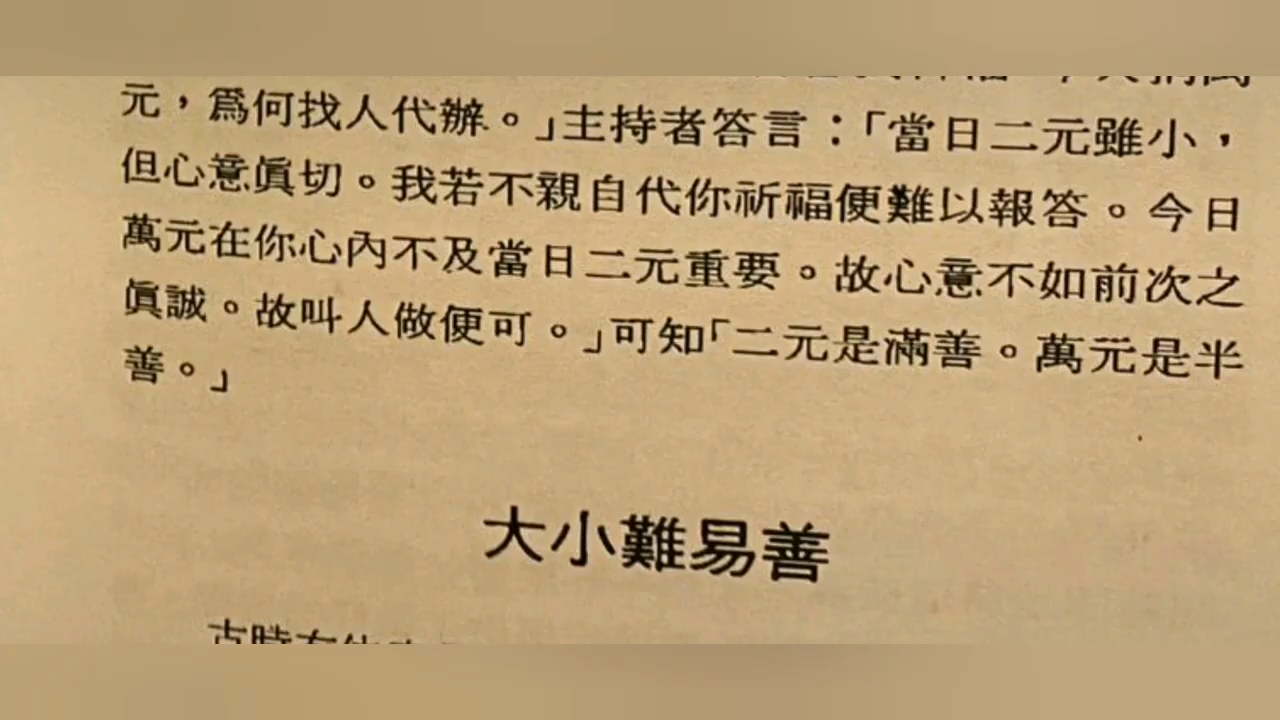 元，爲何找人代辦。」主持者答言：「當日二元雖小，
但心意眞切。我若不親自代你祈福便難以報答。今日
萬元在你心內不及當日二元重要。故心意不如前次之
眞誠。故叫人做便可。」可知「二元是滿善。萬元是半
善。」
大小難易善
古時有